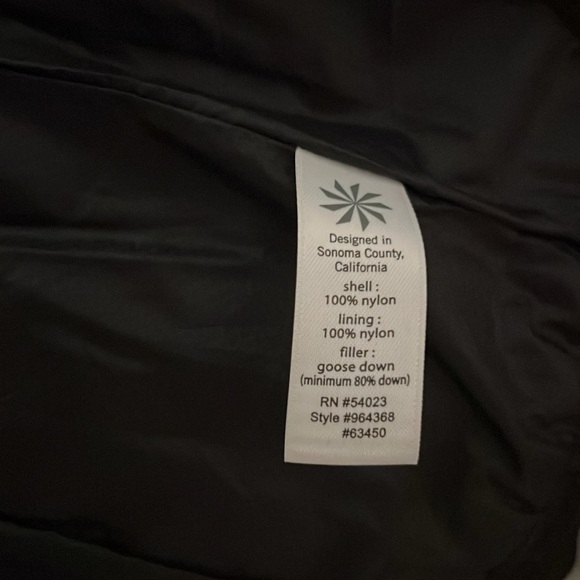 Designed in
Sonoma County,
California
shell :
100% nylon
lining :
100% nylon
filler :
goose down
(minimum 80% down)
RN #54023
Style #964368
#63450